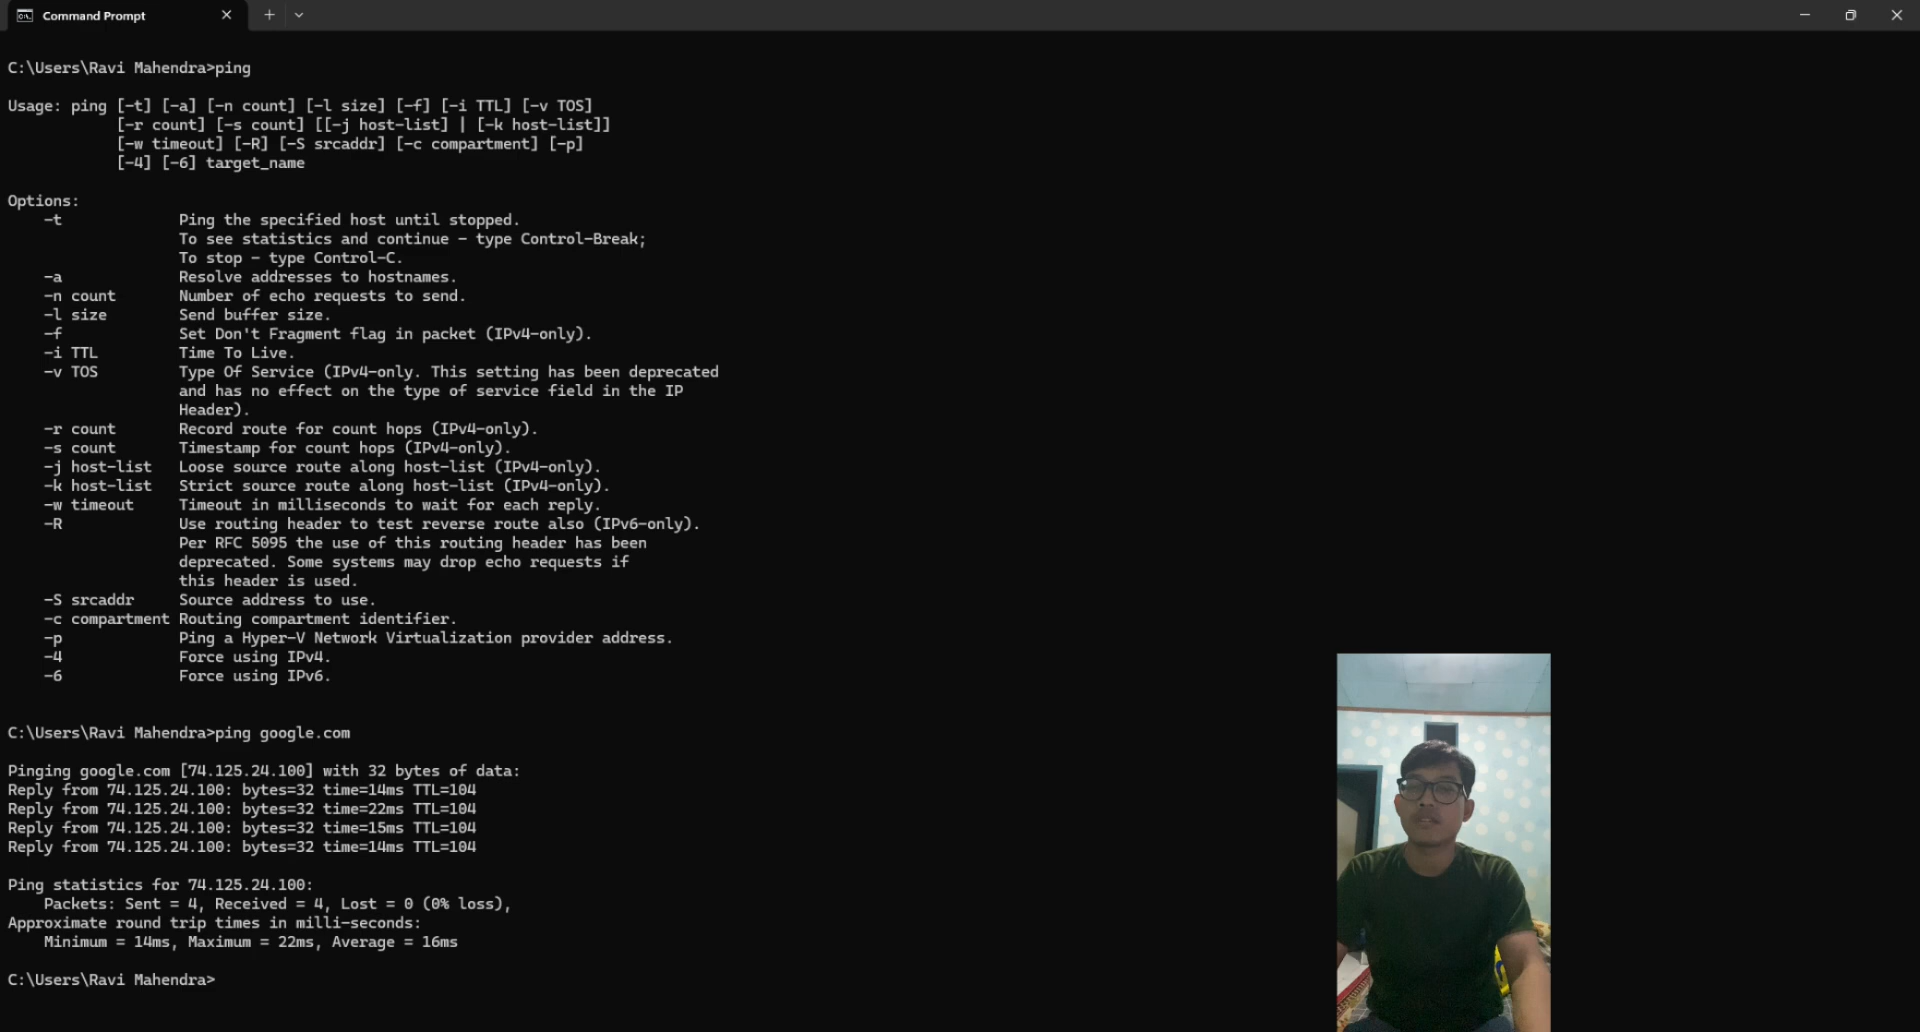 Command Prompt
C:\Users\Ravi Mahendra>ping
Usage: ping [-t] [-a] [-n count] [-l size] [-f] [-i TTL] [-v TOS]
[-r count] [-s count] [[-j host-list] | [-k host-list]]
[-w timeout] [-R] [-S srcaddr] [-c compartment] [-p]
[-4] [-6] target_name
Options:
-t Ping the specified host until stopped.
To see statistics and continue - type Control-Break;
To stop - type Control-C.
-a Resolve addresses to hostnames.
-n count Number of echo requests to send.
-l size Send buffer size.
-f Set Don't Fragment flag in packet (IPv4-only).
-i TTL Time To Live.
-v TOS Type Of Service (IPv4-only. This setting has been deprecated
and has no effect on the type of service field in the IP
Header).
-r count Record route for count hops (IPv4-only).
-s count Timestamp for count hops (IPv4-only).
-j host-list Loose source route along host-list (IPv4-only).
-k host-list Strict source route along host-list (IPv4-only).
-w timeout Timeout in milliseconds to wait for each reply.
-R Use routing header to test reverse route also (IPv6-only).
Per RFC 5095 the use of this routing header has been
deprecated. Some systems may drop echo requests if
this header is used.
-S srcaddr Source address to use.
-c compartment Routing compartment identifier.
-p Ping a Hyper-V Network Virtualization provider address.
-4 Force using IPv4.
-6 Force using IPv6.
C:\Users\Ravi Mahendra>ping google.com
Pinging google.com [74.125.24.100] with 32 bytes of data:
Reply from 74.125.24.100: bytes=32 time=14ms TTL=104
Reply from 74.125.24.100: bytes=32 time=22ms TTL=104
Reply from 74.125.24.100: bytes=32 time=15ms TTL=104
Reply from 74.125.24.100: bytes=32 time=14ms TTL=104
Ping statistics for 74.125.24.100:
Packets: Sent = 4, Received = 4, Lost = 0 (0% loss),
Approximate round trip times in milli-seconds:
Minimum = 14ms, Maximum = 22ms, Average = 16ms
C:\Users\Ravi Mahendra>